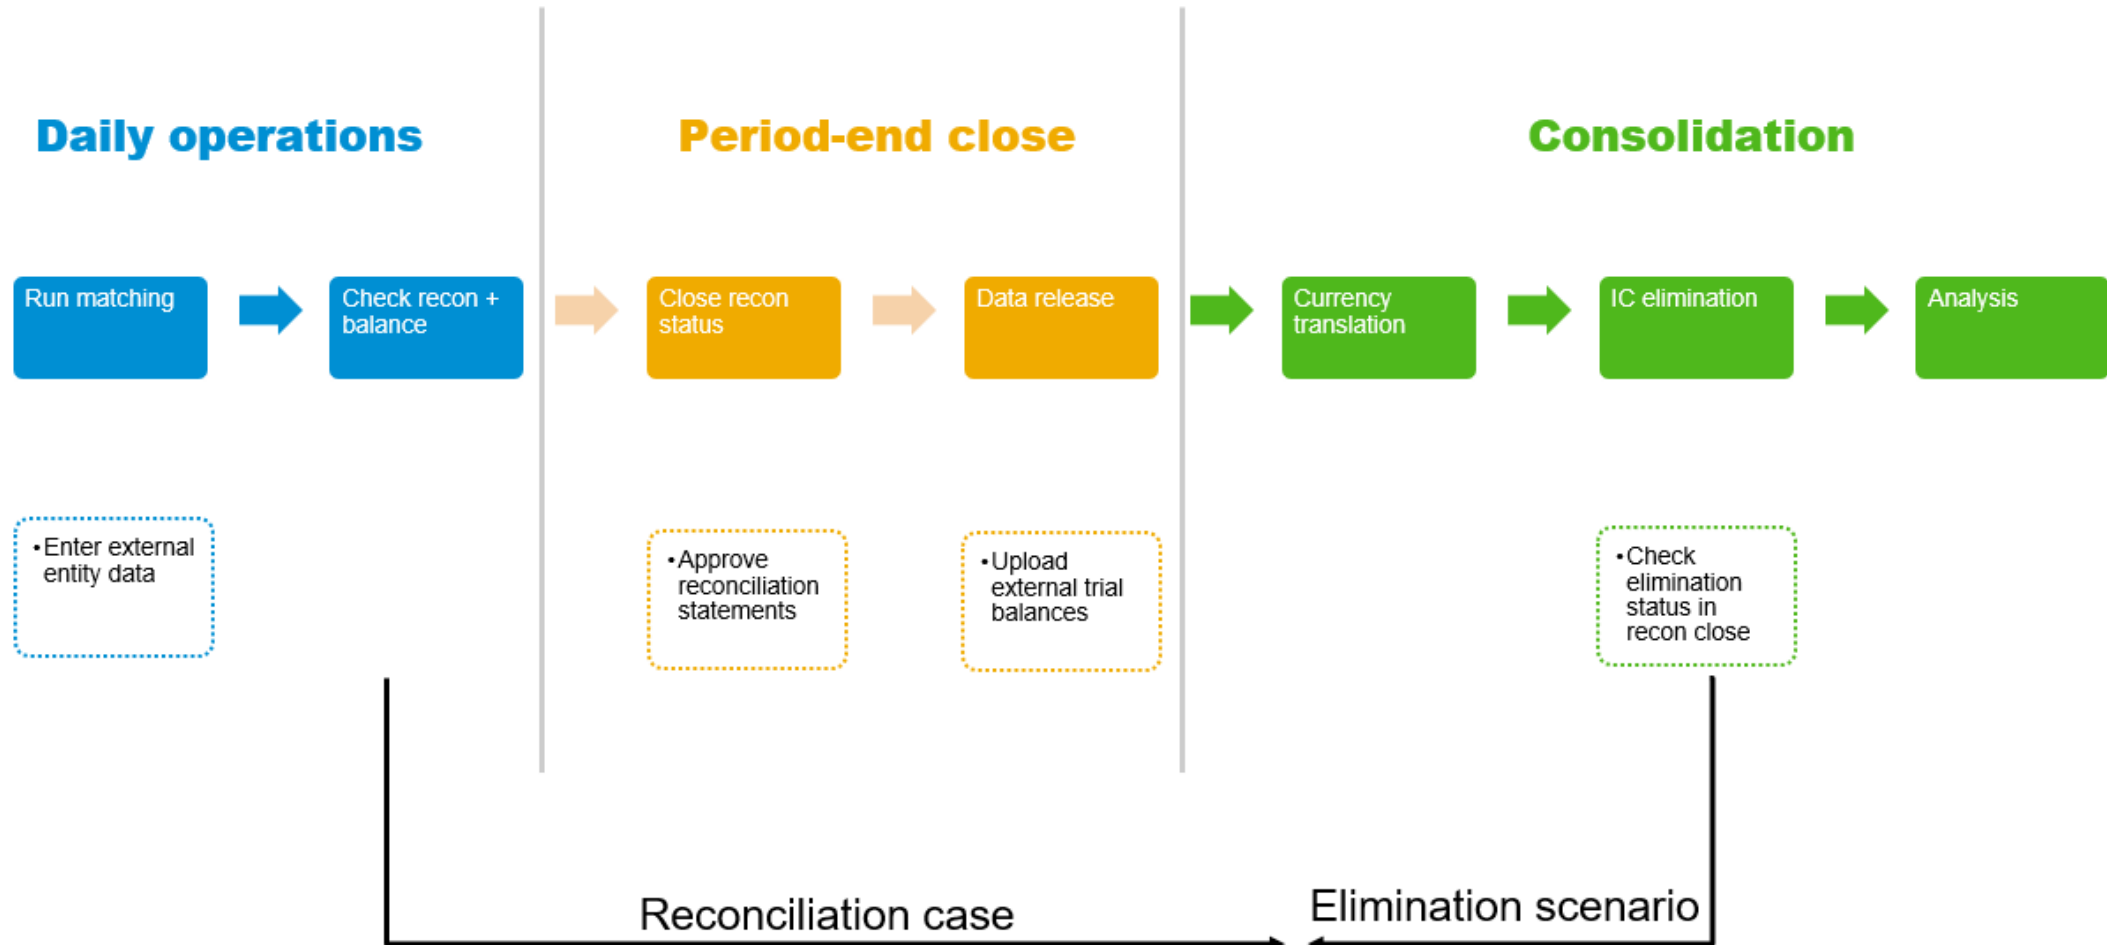 Daily operations
Period-end close
Consolidation
Run matching
Check recon +
balance
Close recon
status
Data release
Currency
translation
IC elimination
Analysis
•Enter external
entity data
•Approve
reconciliation
statements
•Upload
external trial
balances
•Check
elimination
status in
recon close
Reconciliation case
Elimination scenario